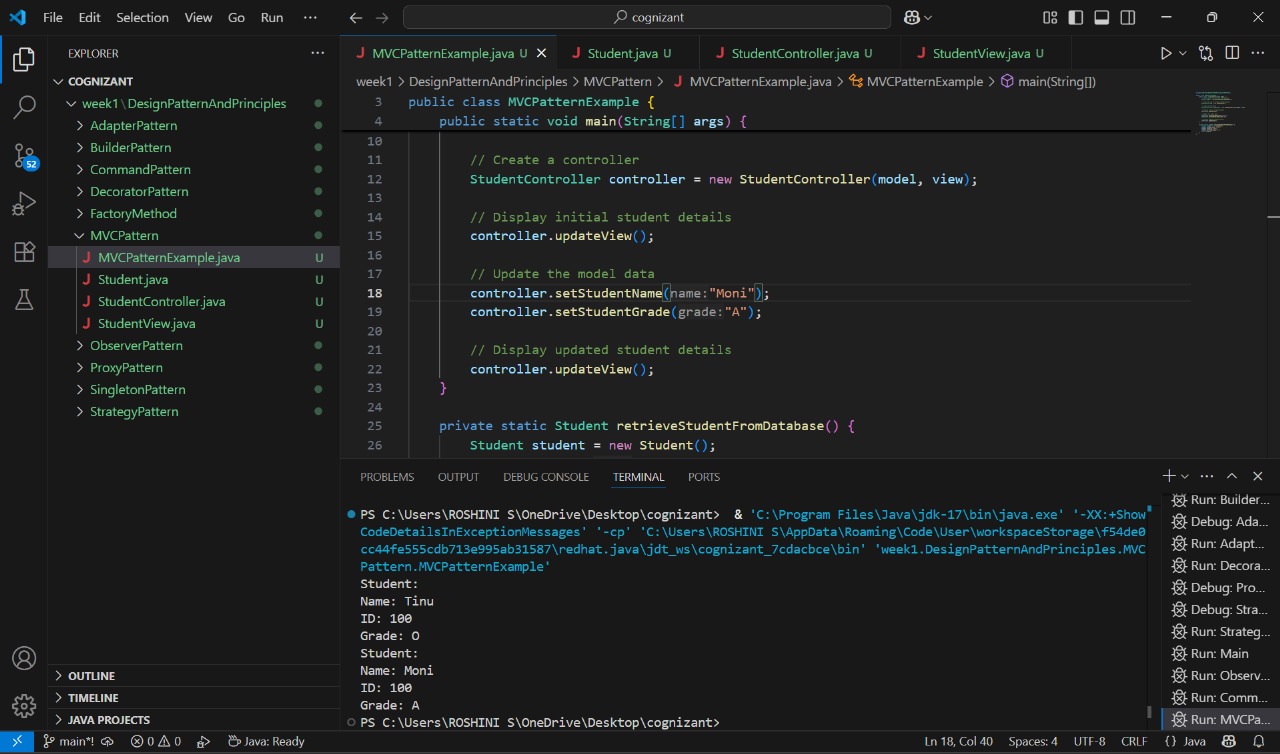 File Edit Selection View Go Run ···
cognizant
EXPLORER ···
COGNIZANT
week1\DesignPatternAndPrinciples
AdapterPattern
BuilderPattern
CommandPattern
DecoratorPattern
FactoryMethod
MVCPattern
MVCPatternExample.java U
Student.java U
StudentController.java U
StudentView.java U
ObserverPattern
ProxyPattern
SingletonPattern
StrategyPattern
OUTLINE
TIMELINE
JAVA PROJECTS
52
MVCPatternExample.java U
Student.java U
StudentController.java U
StudentView.java U
week1 > DesignPatternAndPrinciples > MVCPattern > MVCPatternExample.java > MVCPatternExample > main(String[])
3 public class MVCPatternExample {
4 public static void main(String[] args) {
10
11 // Create a controller
12 StudentController controller = new StudentController(model, view);
13
14 // Display initial student details
15 controller.updateView();
16
17 // Update the model data
18 controller.setStudentName(name:"Moni");
19 controller.setStudentGrade(grade:"A");
20
21 // Display updated student details
22 controller.updateView();
23 }
24
25 private static Student retrieveStudentFromDatabase() {
26 Student student = new Student();
PROBLEMS OUTPUT DEBUG CONSOLE TERMINAL PORTS
PS C:\Users\ROSHINI S\OneDrive\Desktop\cognizant> & 'C:\Program Files\Java\jdk-17\bin\java.exe' '-XX:+Show
CodeDetailsInExceptionMessages' '-cp' 'C:\Users\ROSHINI S\AppData\Roaming\Code\User\workspaceStorage\f54de0
cc44fe555cdb713e995ab31587\redhat.java\jdt_ws\cognizant_7cdacbce\bin' 'week1.DesignPatternAndPrinciples.MVC
Pattern.MVCPatternExample'
Student:
Name: Tinu
ID: 100
Grade: O
Student:
Name: Moni
ID: 100
Grade: A
PS C:\Users\ROSHINI S\OneDrive\Desktop\cognizant>
Run: Builder...
Debug: Ada...
Run: Adapt...
Run: Decora...
Debug: Pro...
Debug: Stra...
Run: Strateg...
Run: Main
Run: Observ...
Run: Comm...
Run: MVCPa...
main*! 0 0 Java: Ready Ln 18, Col 40 Spaces: 4 UTF-8 CRLF {} Java